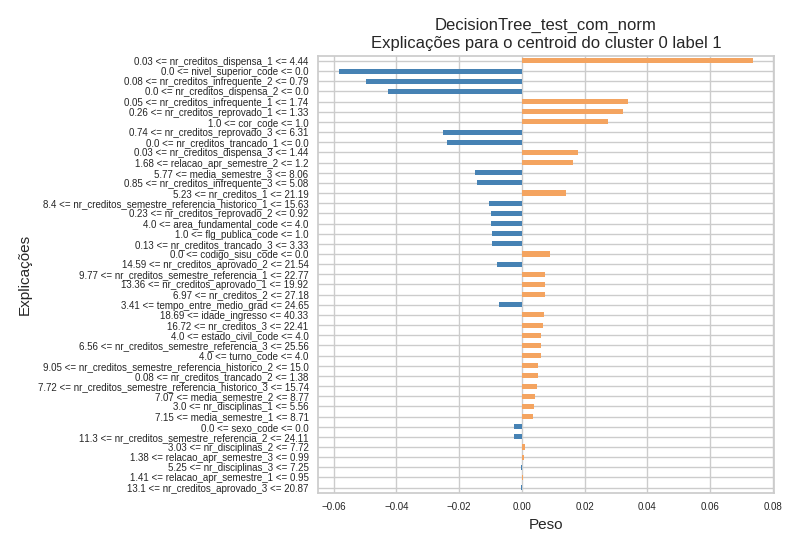 DecisionTree_test_com_norm
Explicações para o centroid do cluster 0 label 1
0.03 <= nr_creditos_dispensa_1 <= 4.44
0.0 <= nivel_superior_code <= 0.0
0.08 <= nr_creditos_infrequente_2 <= 0.79
0.0 <= nr_creditos_dispensa_2 <= 0.0
0.05 <= nr_creditos_infrequente_1 <= 1.74
0.26 <= nr_creditos_reprovado_1 <= 1.33
1.0 <= cor_code <= 1.0
0.74 <= nr_creditos_reprovado_3 <= 6.31
0.0 <= nr_creditos_trancado_1 <= 0.0
0.03 <= nr_creditos_dispensa_3 <= 1.44
1.68 <= relacao_apr_semestre_2 <= 1.2
5.77 <= media_semestre_3 <= 8.06
0.85 <= nr_creditos_infrequente_3 <= 5.08
5.23 <= nr_creditos_1 <= 21.19
8.4 <= nr_creditos_semestre_referencia_historico_1 <= 15.63
0.23 <= nr_creditos_reprovado_2 <= 0.92
4.0 <= area_fundamental_code <= 4.0
1.0 <= flg_publica_code <= 1.0
0.13 <= nr_creditos_trancado_3 <= 3.33
0.0 <= codigo_sisu_code <= 0.0
14.59 <= nr_creditos_aprovado_2 <= 21.54
9.77 <= nr_creditos_semestre_referencia_1 <= 22.77
13.36 <= nr_creditos_aprovado_1 <= 19.92
6.97 <= nr_creditos_2 <= 27.18
3.41 <= tempo_entre_medio_grad <= 24.65
18.69 <= idade_ingresso <= 40.33
16.72 <= nr_creditos_3 <= 22.41
4.0 <= estado_civil_code <= 4.0
6.56 <= nr_creditos_semestre_referencia_3 <= 25.56
4.0 <= turno_code <= 4.0
9.05 <= nr_creditos_semestre_referencia_historico_2 <= 15.0
0.08 <= nr_creditos_trancado_2 <= 1.38
7.72 <= nr_creditos_semestre_referencia_historico_3 <= 15.74
7.07 <= media_semestre_2 <= 8.77
3.0 <= nr_disciplinas_1 <= 5.56
7.15 <= media_semestre_1 <= 8.71
0.0 <= sexo_code <= 0.0
11.3 <= nr_creditos_semestre_referencia_2 <= 24.11
3.03 <= nr_disciplinas_2 <= 7.72
1.38 <= relacao_apr_semestre_3 <= 0.99
5.25 <= nr_disciplinas_3 <= 7.25
1.41 <= relacao_apr_semestre_1 <= 0.95
13.1 <= nr_creditos_aprovado_3 <= 20.87
Explicações
−0.06 −0.04 −0.02 0.00 0.02 0.04 0.06 0.08
Peso